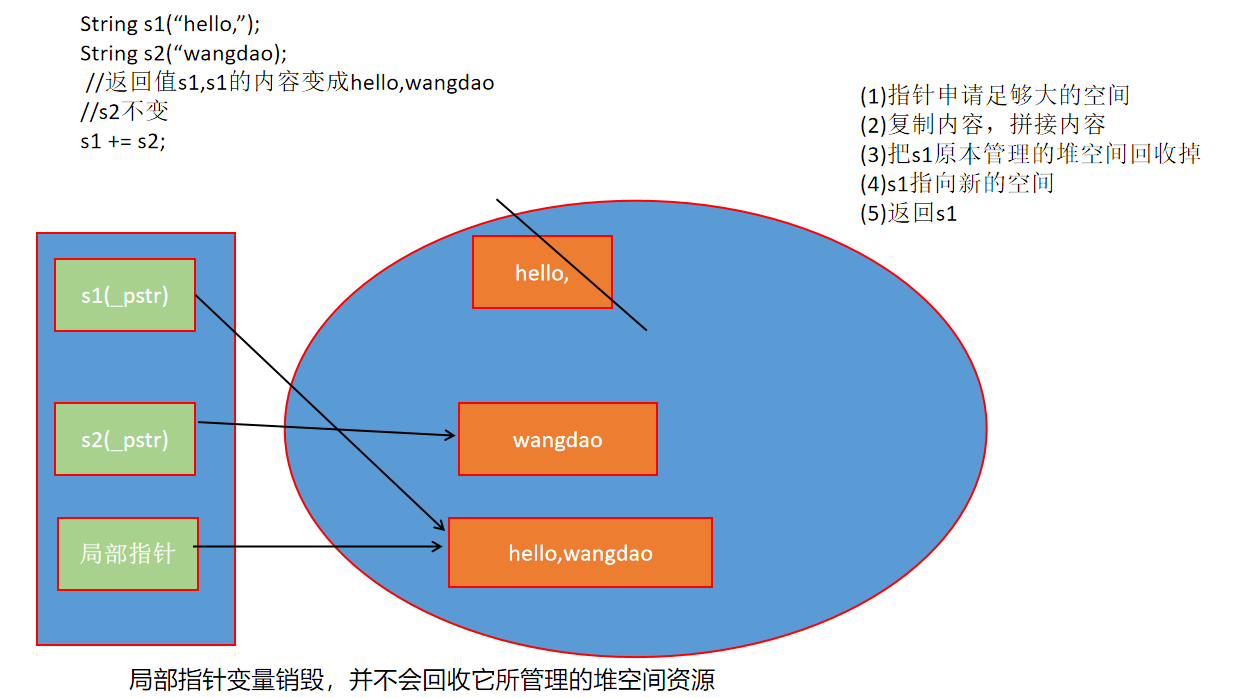 String s1(“hello,”);
String s2(“wangdao);
//返回值s1,s1的内容变成hello,wangdao
//s2不变
s1 += s2;
(1)指针申请足够大的空间
(2)复制内容，拼接内容
(3)把s1原本管理的堆空间回收掉
(4)s1指向新的空间
(5)返回s1
s1(_pstr)
hello,
s2(_pstr)
wangdao
局部指针
hello,wangdao
局部指针变量销毁，并不会回收它所管理的堆空间资源